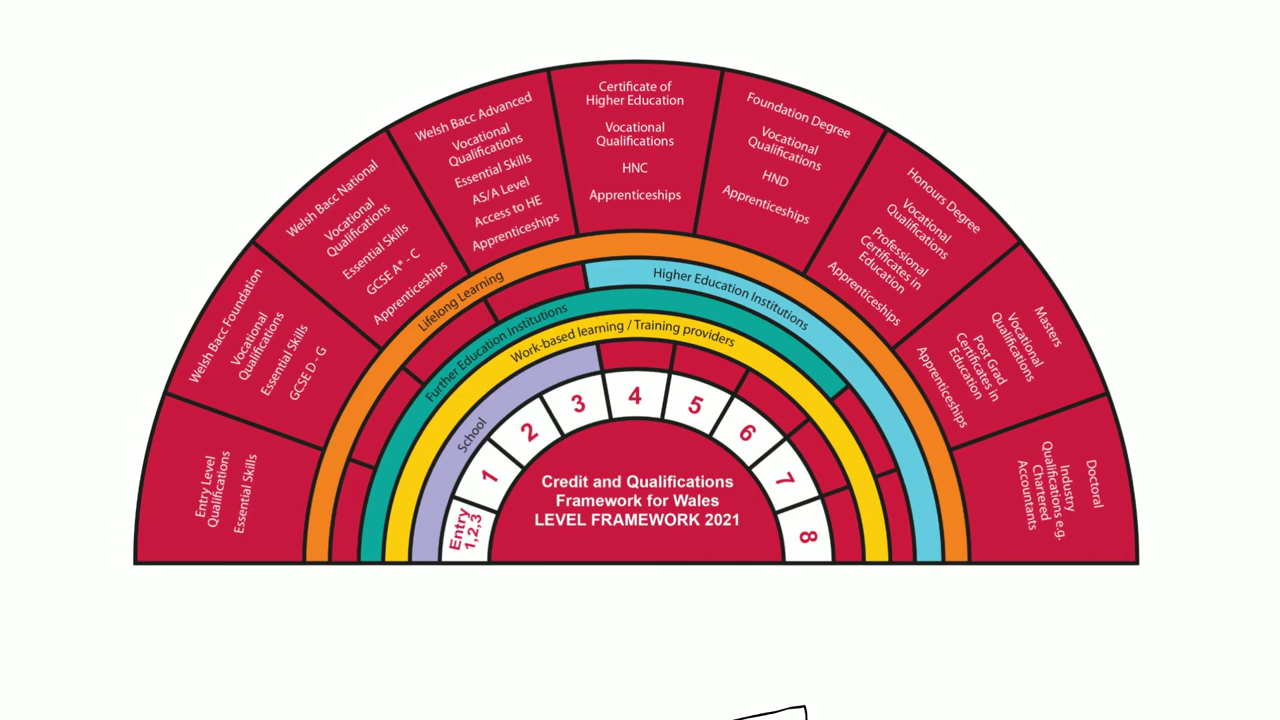 Entry Level
Qualifications
Essential Skills
Welsh Bacc Foundation
Vocational
Qualifications
Essential Skills
GCSE D - G
Welsh Bacc National
Vocational
Qualifications
Essential Skills
GCSE A* - C
Apprenticeships
Welsh Bacc Advanced
Vocational
Qualifications
Essential Skills
AS/A Level
Access to HE
Apprenticeships
Certificate of
Higher Education
Vocational
Qualifications
HNC
Apprenticeships
Foundation Degree
Vocational
Qualifications
HND
Apprenticeships
Honours Degree
Vocational
Qualifications
Professional
Certificates in
Education
Apprenticeships
Masters
Vocational
Qualifications
Post Grad
Certificates in
Education
Apprenticeships
Doctoral
Industry
Qualifications e.g.
Chartered
Accountants
Lifelong Learning
Higher Education Institutions
Further Education Institutions
Work-based learning / Training providers
School
Entry
1,2,3
1
2
3
4
5
6
7
8
Credit and Qualifications
Framework for Wales
LEVEL FRAMEWORK 2021